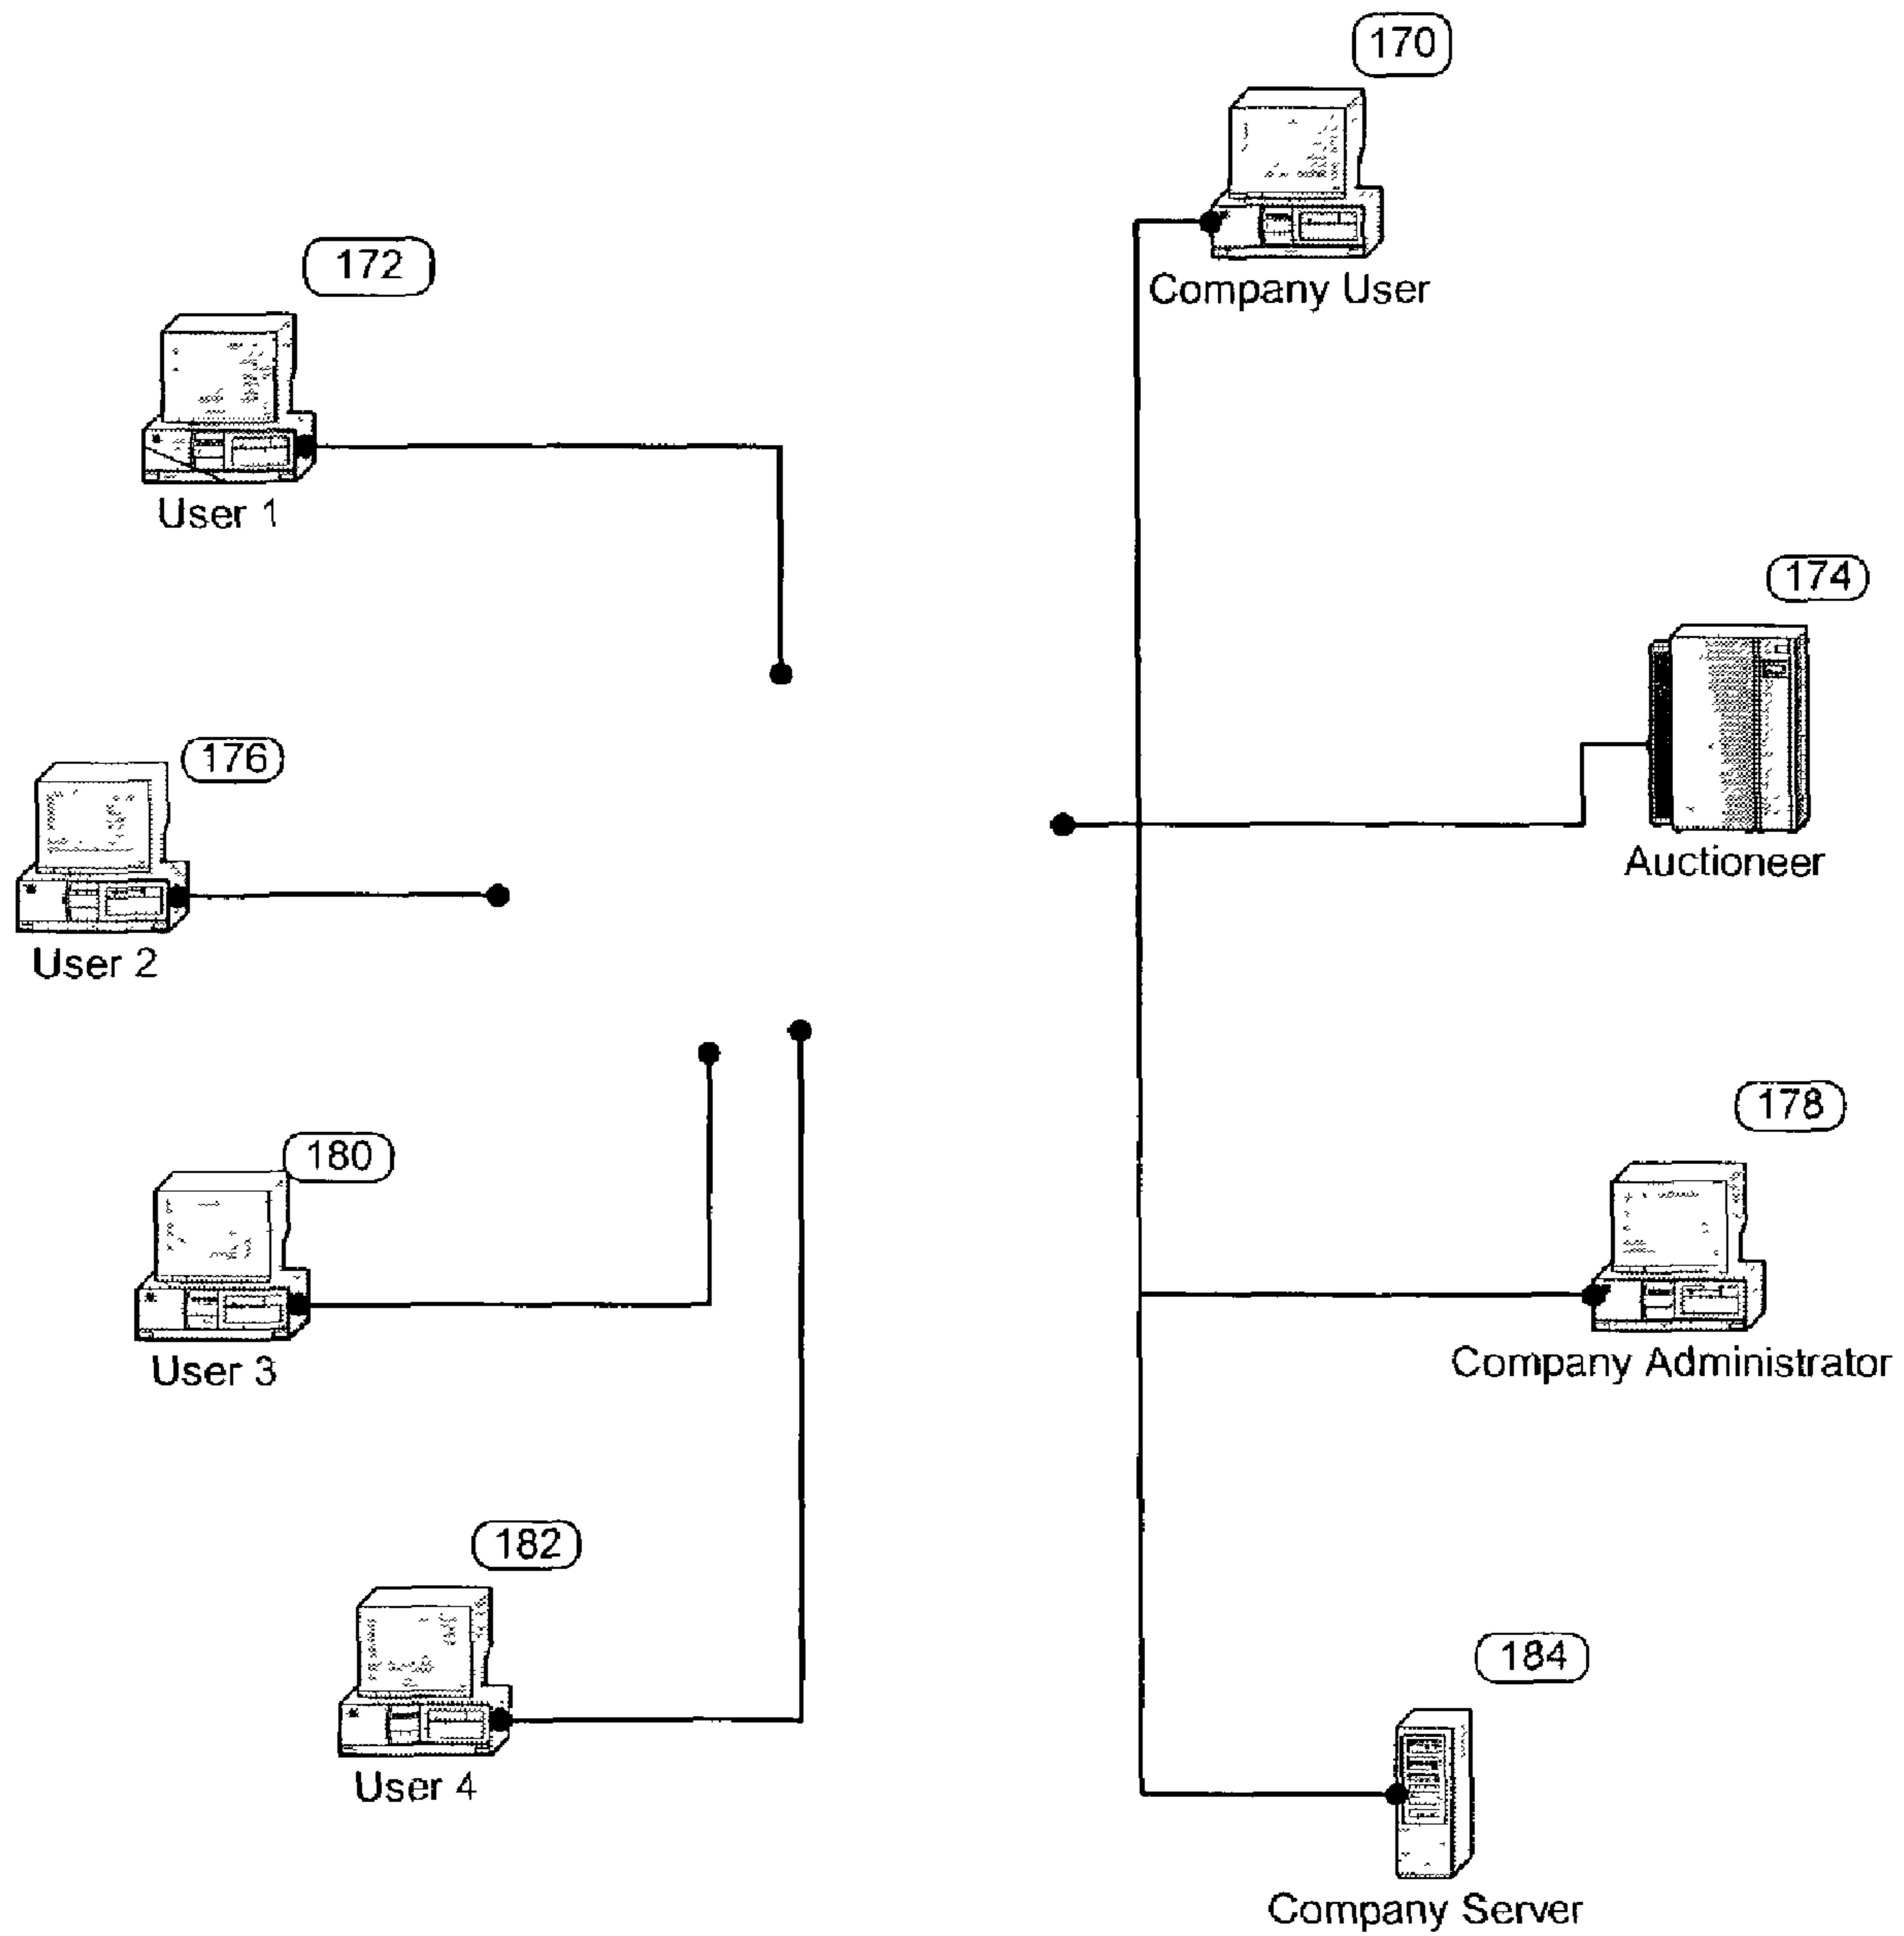 170
Company User
172
User 1
174
Auctioneer
176
User 2
178
Company Administrator
180
User 3
182
User 4
184
Company Server